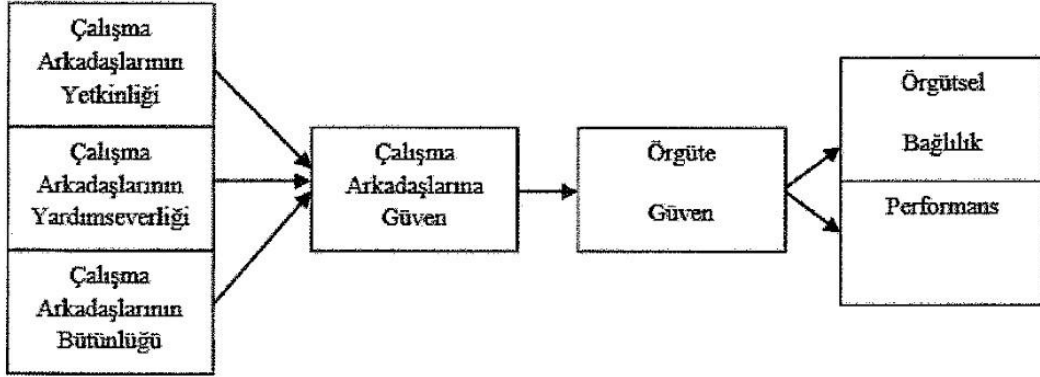 Çalışma
Arkadaşlarının
Yetkinliği
Çalışma
Arkadaşlarının
Yardımseverliği
Çalışma
Arkadaşlarının
Bütünlüğü
Çalışma
Arkadaşlarına
Güven
Örgüte
Güven
Örgütsel
Bağlılık
Performans